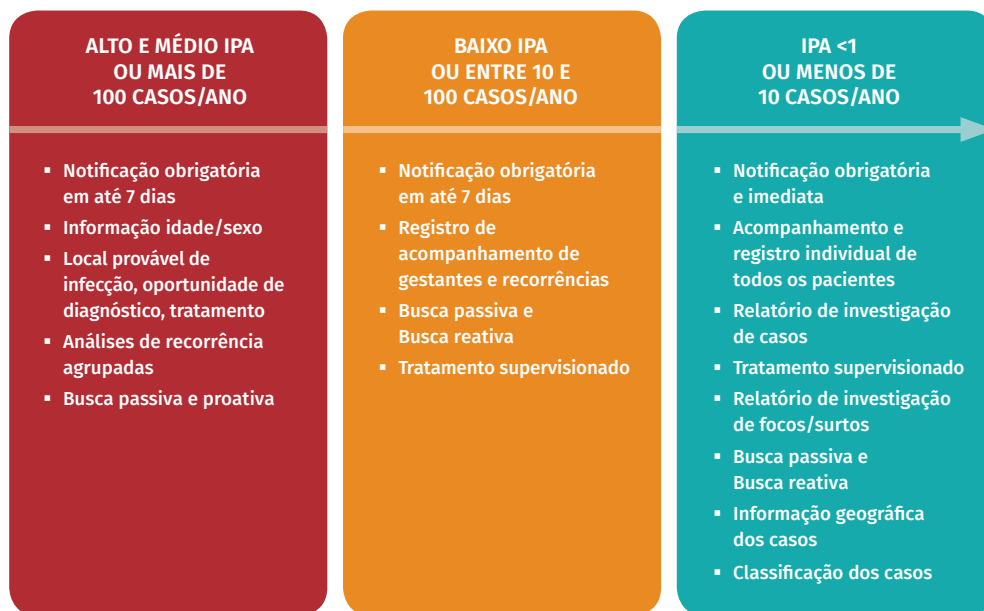 ALTO E MÉDIO IPA
OU MAIS DE
100 CASOS/ANO
▪ Notificação obrigatória
em até 7 dias
▪ Informação idade/sexo
▪ Local provável de
infecção, oportunidade de
diagnóstico, tratamento
▪ Análises de recorrência
agrupadas
▪ Busca passiva e proativa
BAIXO IPA
OU ENTRE 10 E
100 CASOS/ANO
▪ Notificação obrigatória
em até 7 dias
▪ Registro de
acompanhamento de
gestantes e recorrências
▪ Busca passiva e
Busca reativa
▪ Tratamento supervisionado
IPA <1
OU MENOS DE
10 CASOS/ANO
▪ Notificação obrigatória
e imediata
▪ Acompanhamento e
registro individual de
todos os pacientes
▪ Relatório de investigação
de casos
▪ Tratamento supervisionado
▪ Relatório de investigação
de focos/surtos
▪ Busca passiva e
Busca reativa
▪ Informação geográfica
dos casos
▪ Classificação dos casos